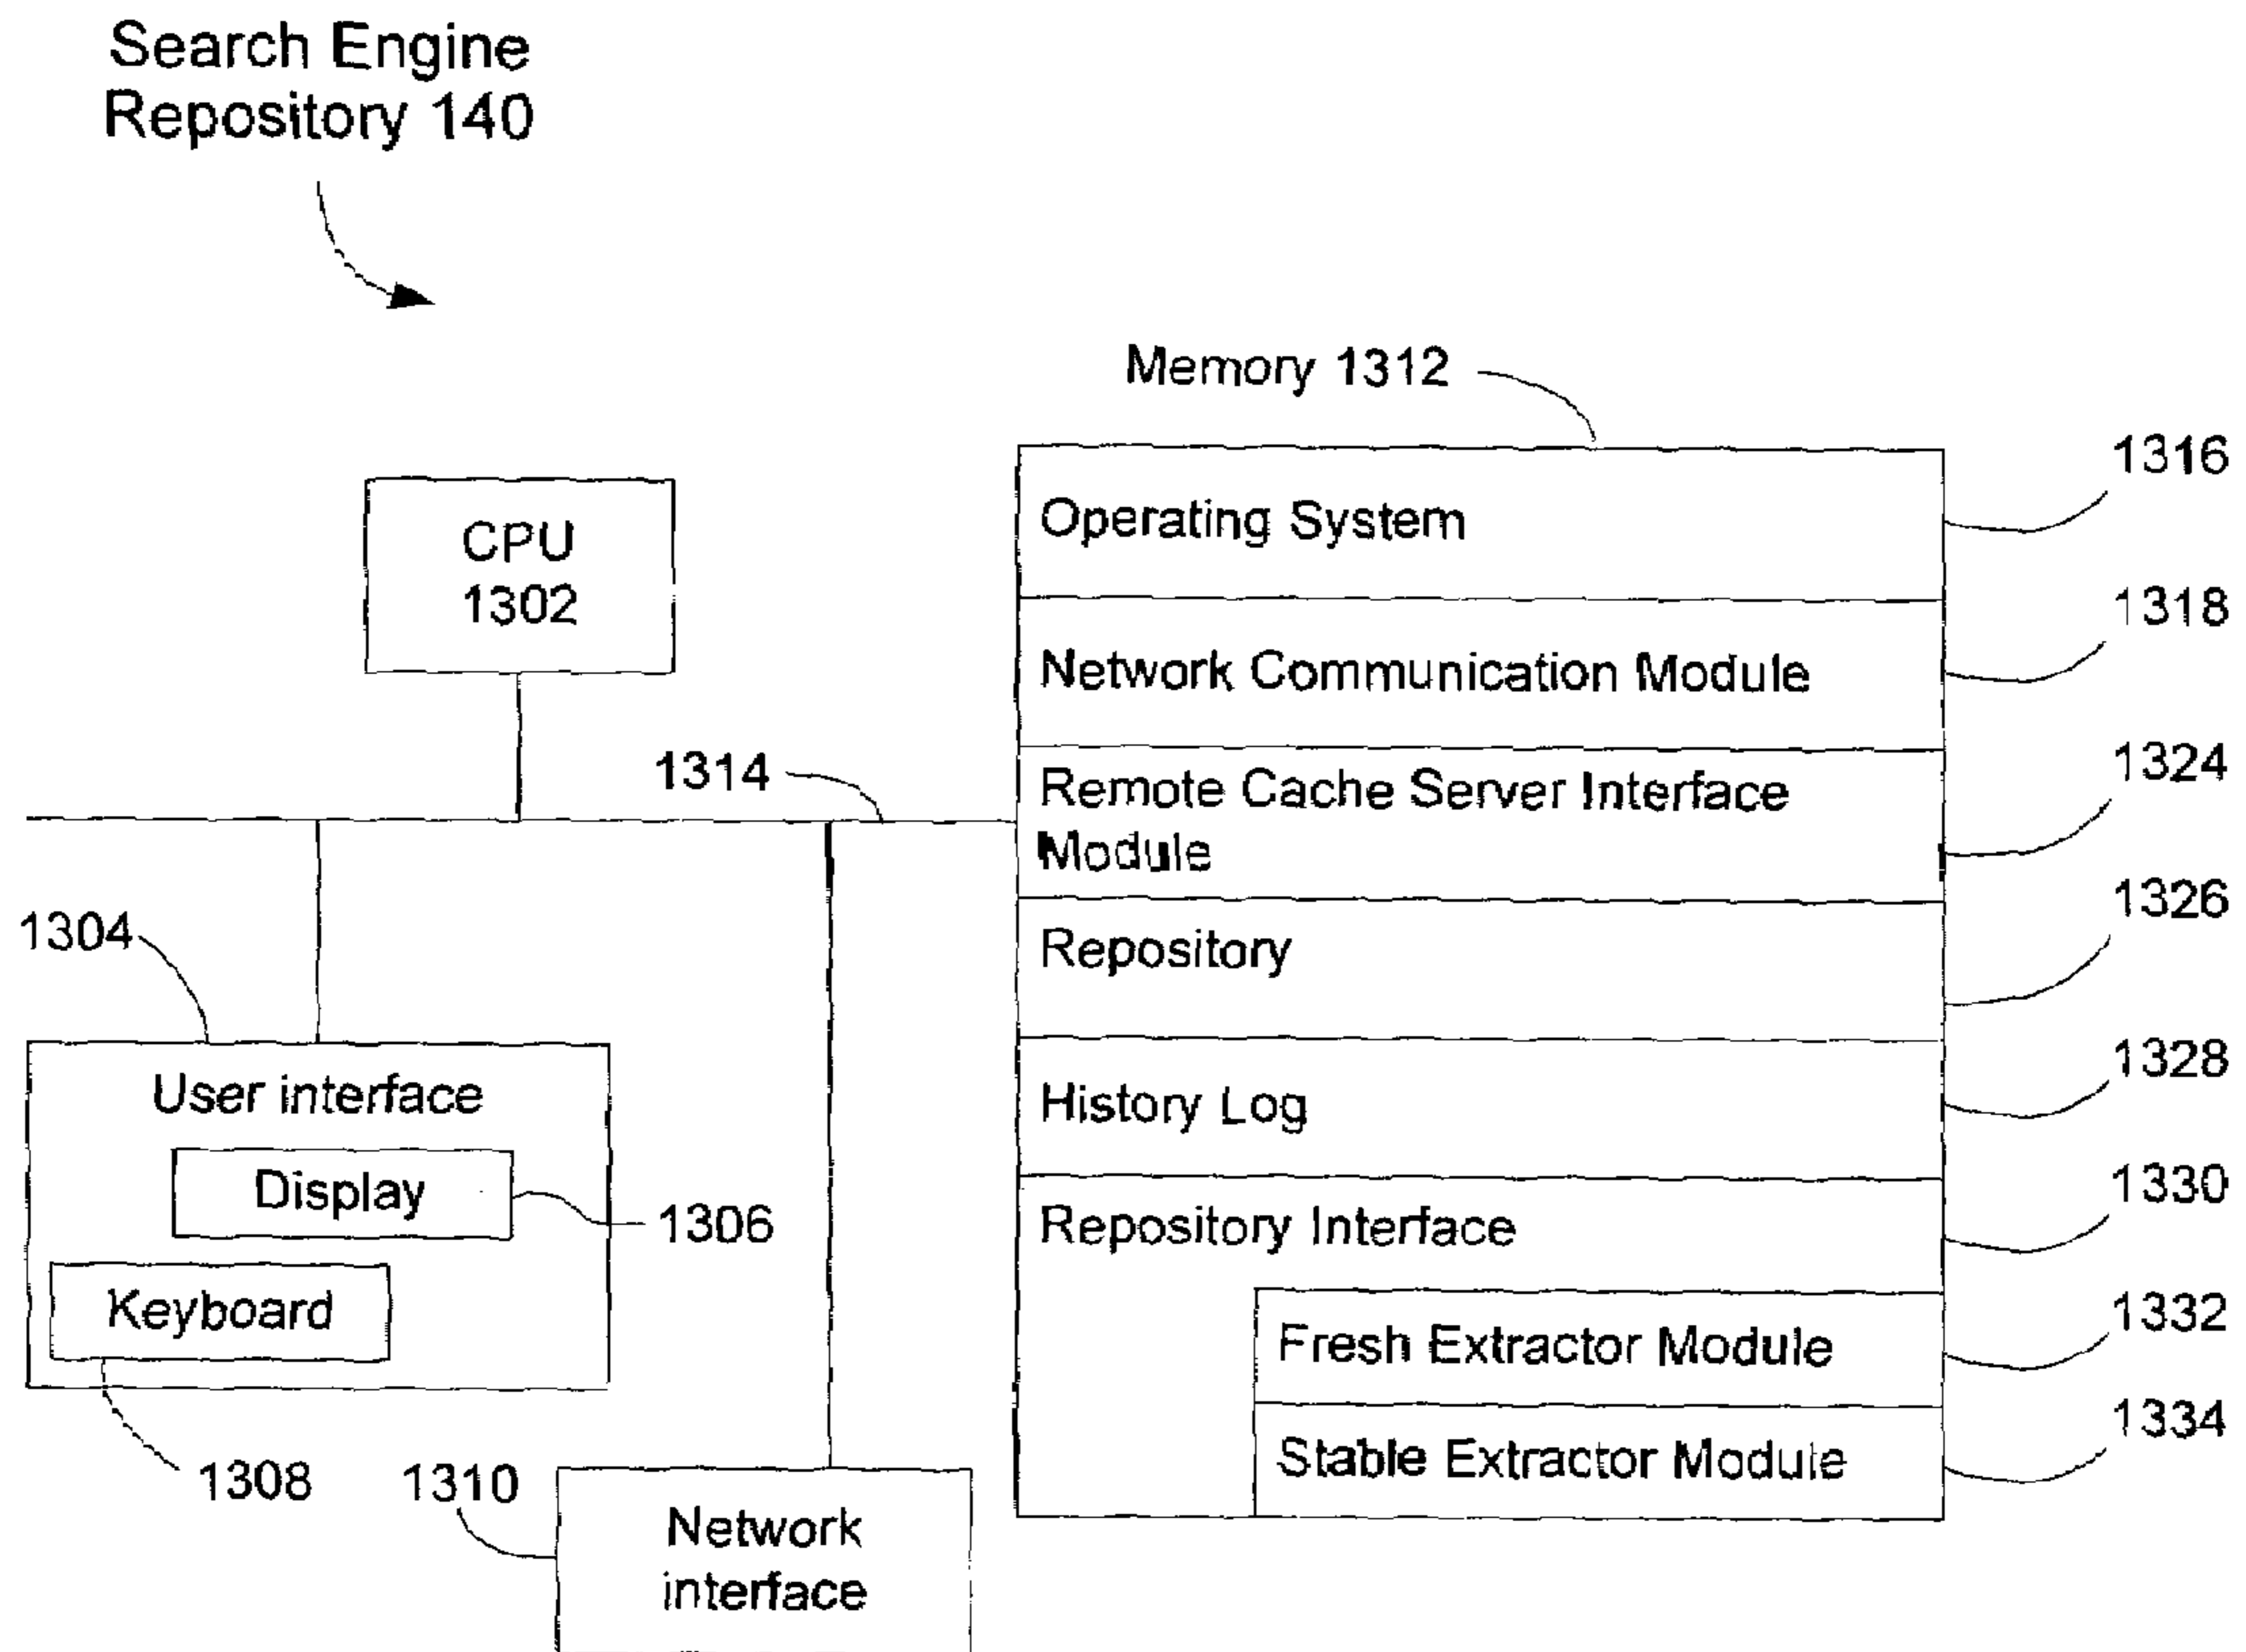 Search Engine
Repository 140
Memory 1312
1316
Operating System
CPU
1302
1318
Network Communication Module
1314
1324
Remote Cache Server Interface
Module
1326
Repository
1304
1328
User interface
History Log
Display
1306
1330
Repository Interface
Keyboard
1332
Fresh Extractor Module
1334
Stable Extractor Module
1308
1310
Network
interface